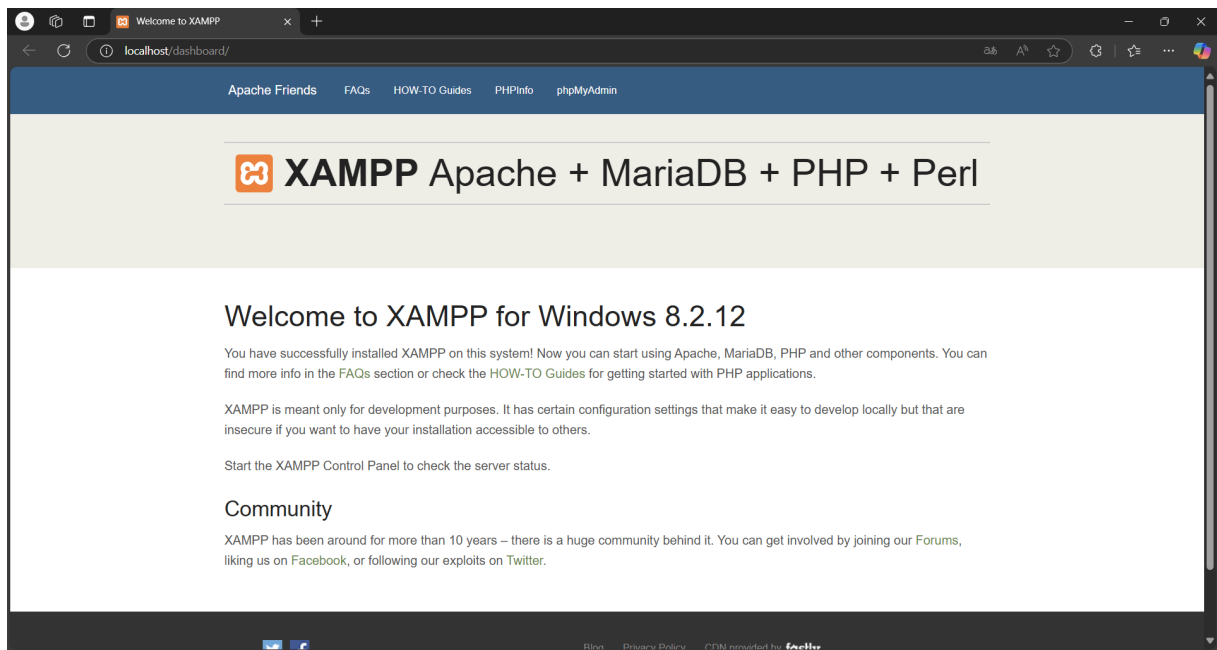 Welcome to XAMPP
localhost/dashboard/
Apache Friends FAQs HOW-TO Guides PHPInfo phpMyAdmin
XAMPP Apache + MariaDB + PHP + Perl
Welcome to XAMPP for Windows 8.2.12
You have successfully installed XAMPP on this system! Now you can start using Apache, MariaDB, PHP and other components. You can
find more info in the FAQs section or check the HOW-TO Guides for getting started with PHP applications.
XAMPP is meant only for development purposes. It has certain configuration settings that make it easy to develop locally but that are
insecure if you want to have your installation accessible to others.
Start the XAMPP Control Panel to check the server status.
Community
XAMPP has been around for more than 10 years – there is a huge community behind it. You can get involved by joining our Forums,
liking us on Facebook, or following our exploits on Twitter.
Blog Privacy Policy CDN provided by fastly